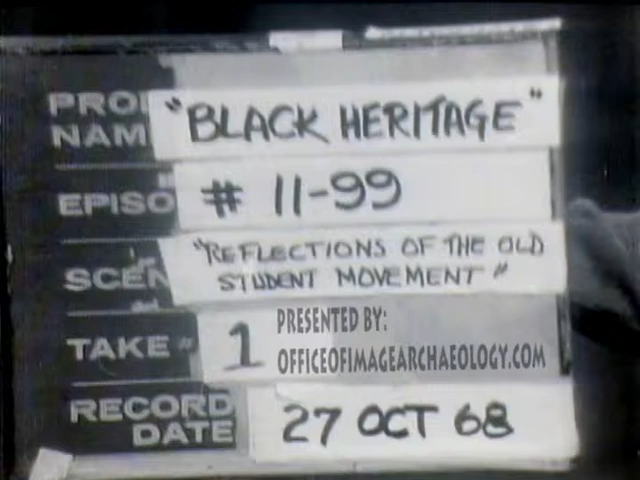 PRO
NAM "BLACK HERITAGE"
EPISO # 11-99
SCEN "REFLECTIONS OF THE OLD
STUDENT MOVEMENT"
TAKE 1
PRESENTED BY:
OFFICEOFIMAGEARCHAEOLOGY.COM
RECORD
DATE 27 OCT 68